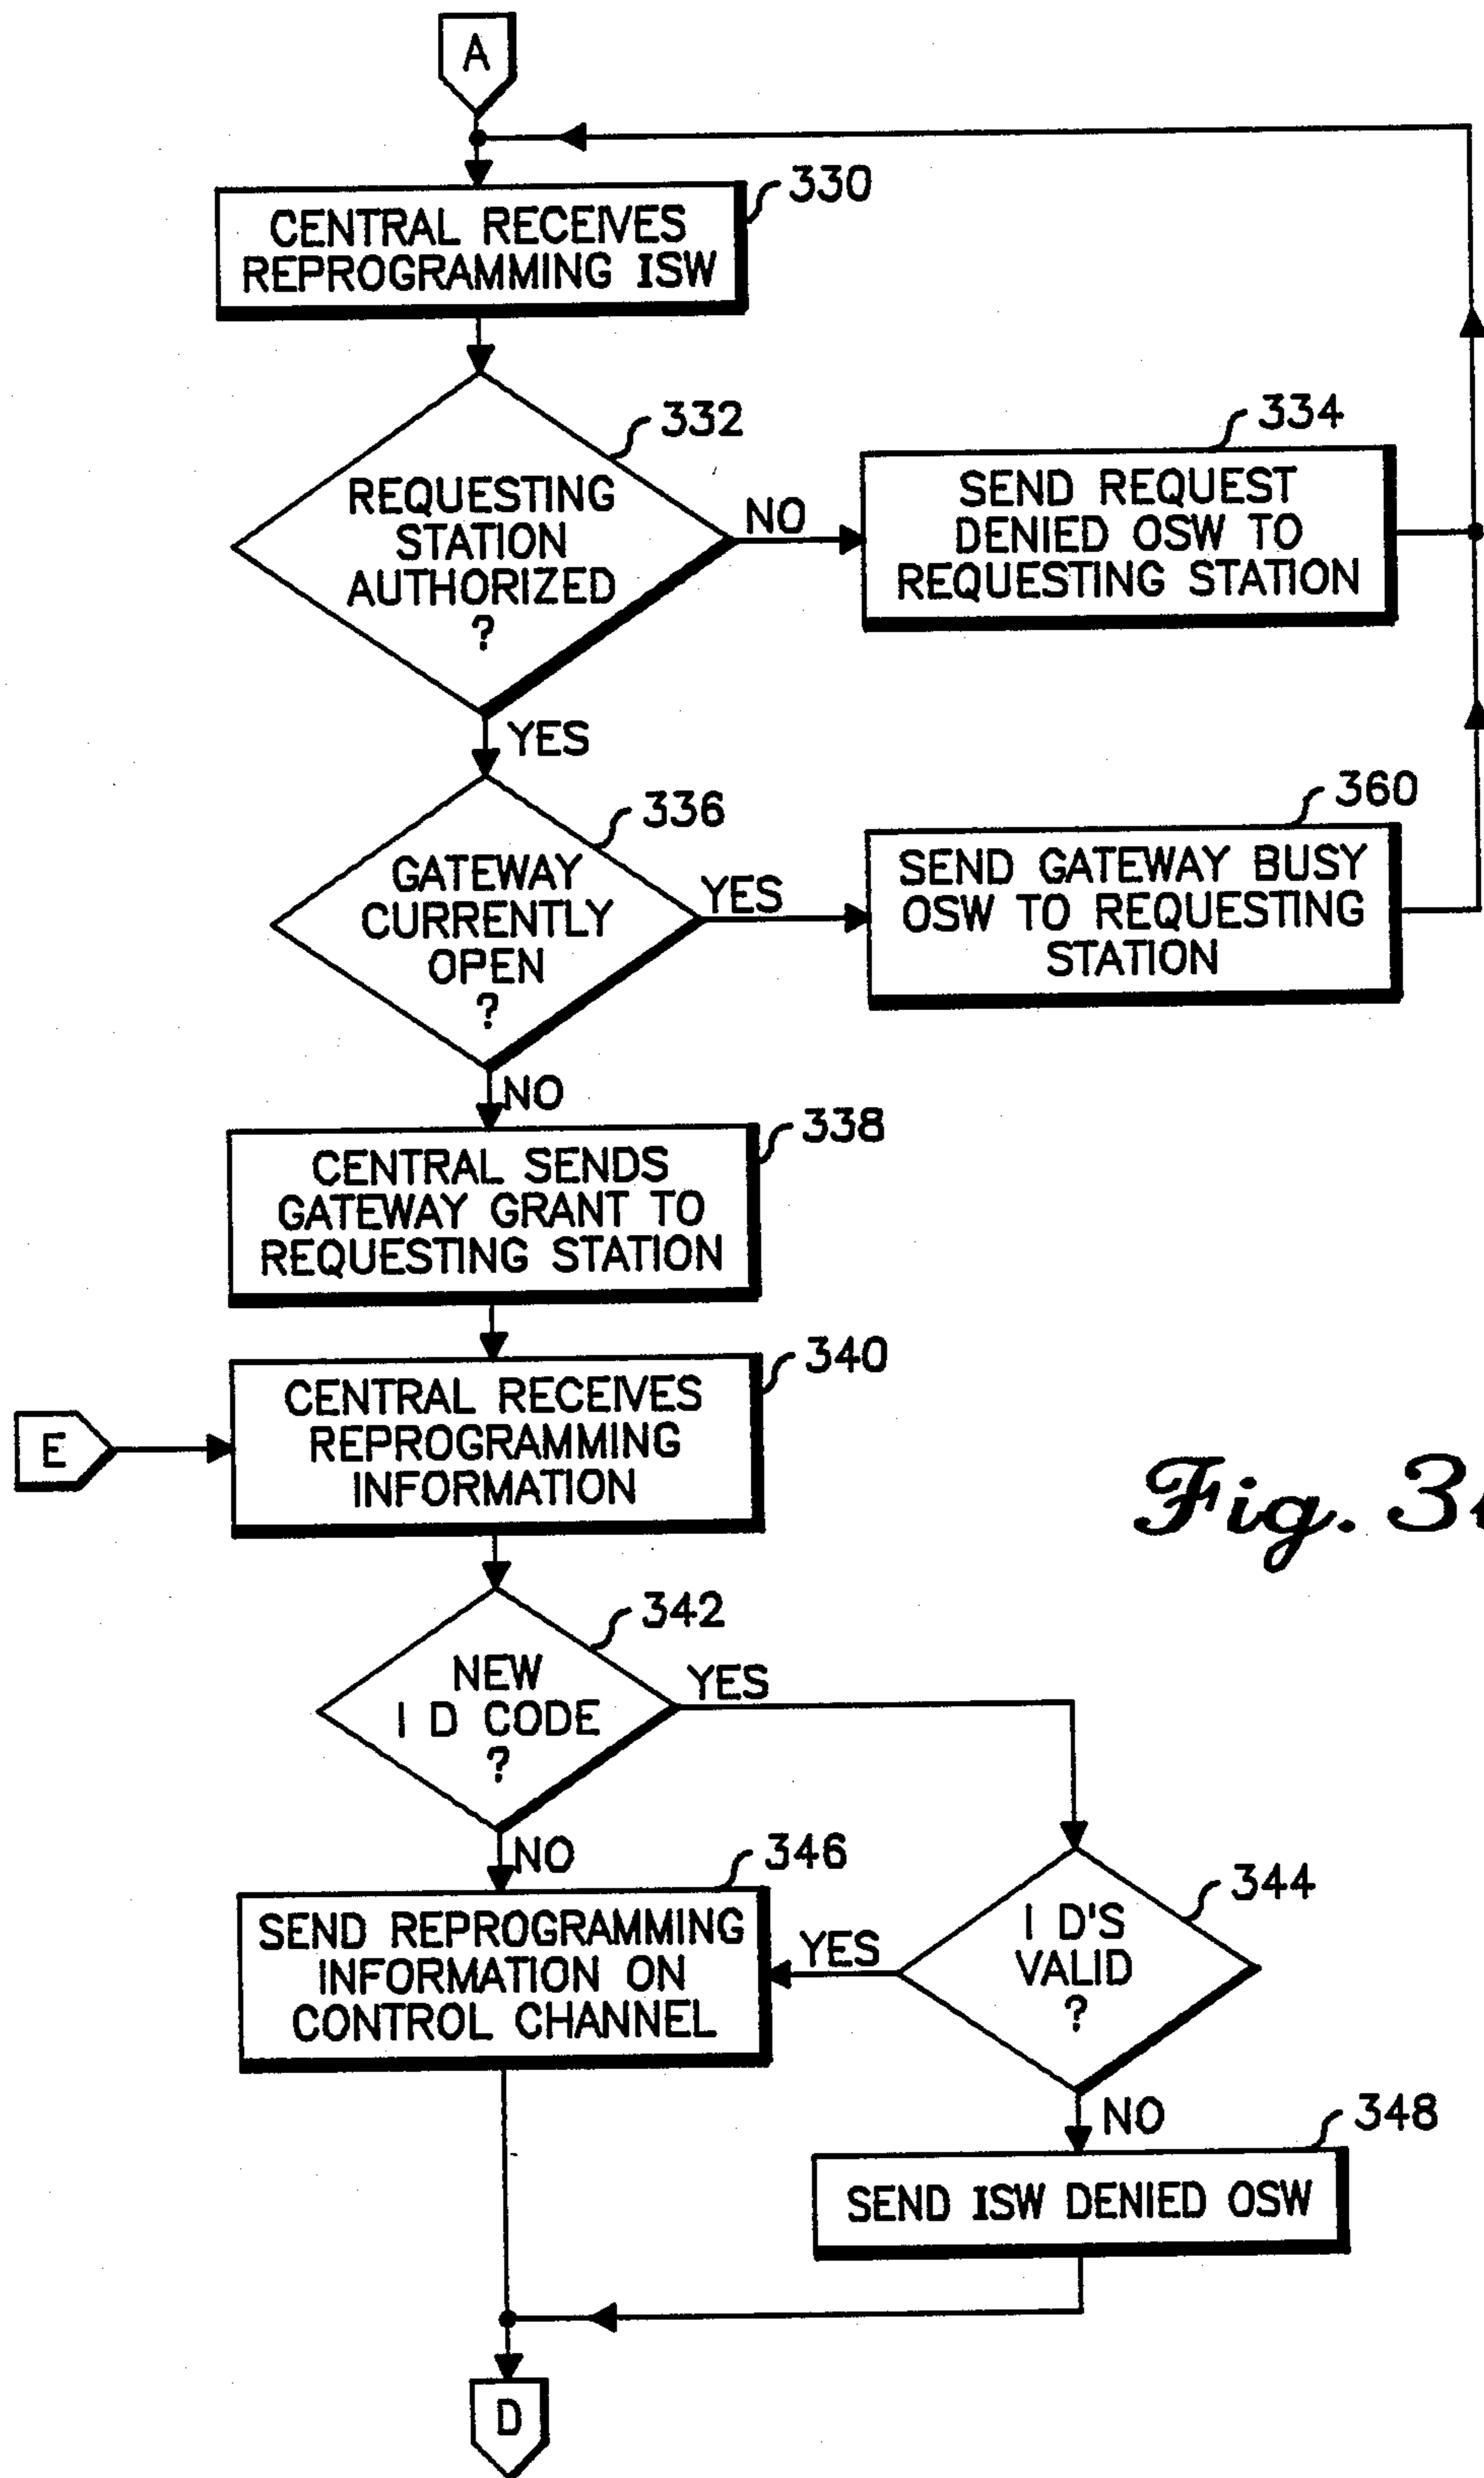 A
330
CENTRAL RECEIVES
REPROGRAMMING ISW
332
REQUESTING
STATION
AUTHORIZED
?
NO
334
SEND REQUEST
DENIED OSW TO
REQUESTING STATION
YES
336
GATEWAY
CURRENTLY
OPEN
?
YES
360
SEND GATEWAY BUSY
OSW TO REQUESTING
STATION
NO
338
CENTRAL SENDS
GATEWAY GRANT TO
REQUESTING STATION
340
E
CENTRAL RECEIVES
REPROGRAMMING
INFORMATION
Fig.
342
NEW
I D CODE
?
YES
NO
346
SEND REPROGRAMMING
INFORMATION ON
CONTROL CHANNEL
344
I D'S
VALID
?
YES
NO
348
SEND ISW DENIED OSW
D